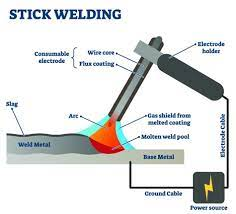 STICK WELDING
Consumable
electrode
Wire core
Flux coating
Electrode
holder
Slag
Arc
Gas shield from
melted coating
Molten weld pool
Weld Metal
Base Metal
Electrode Cable
Ground Cable
Power source